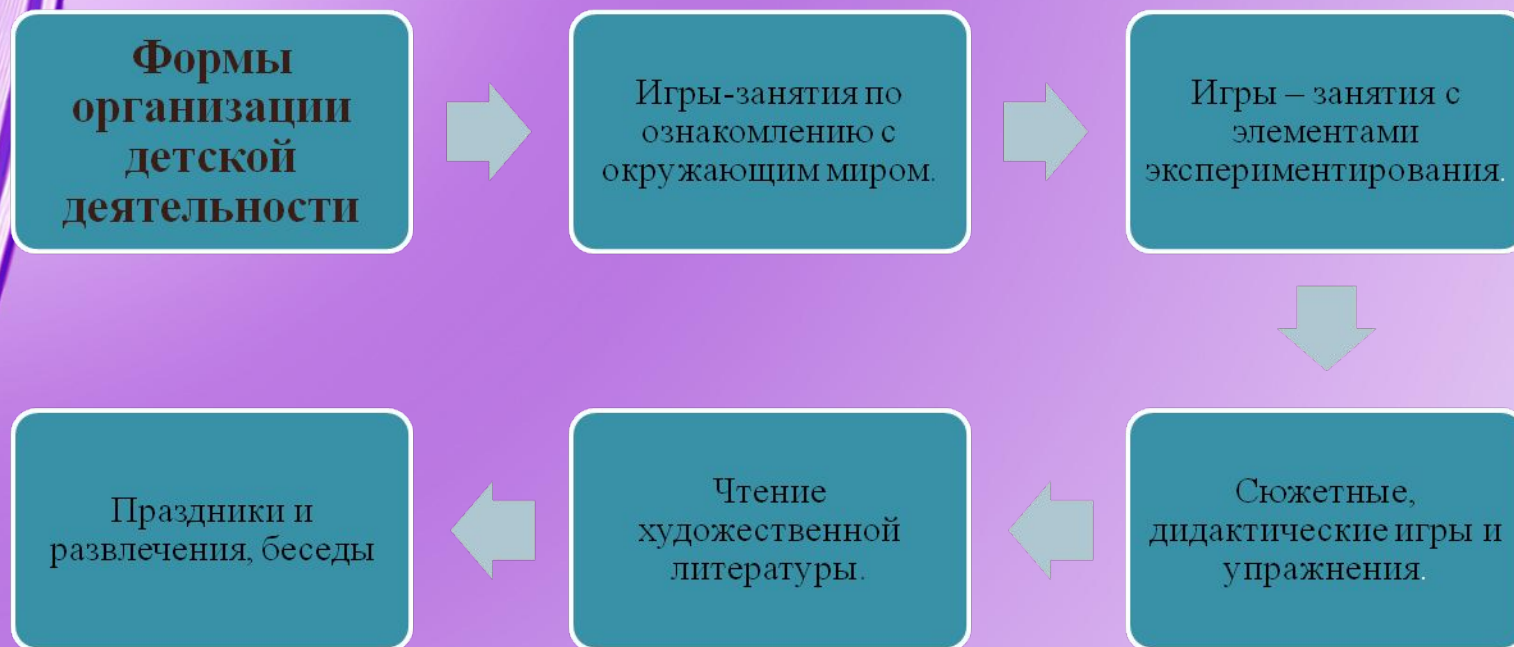 Формы
организации
детской
деятельности
Игры-занятия по
ознакомлению с
окружающим миром.
Игры – занятия с
элементами
экспериментирования.
Сюжетные,
дидактические игры и
упражнения.
Чтение
художественной
литературы.
Праздники и
развлечения, беседы